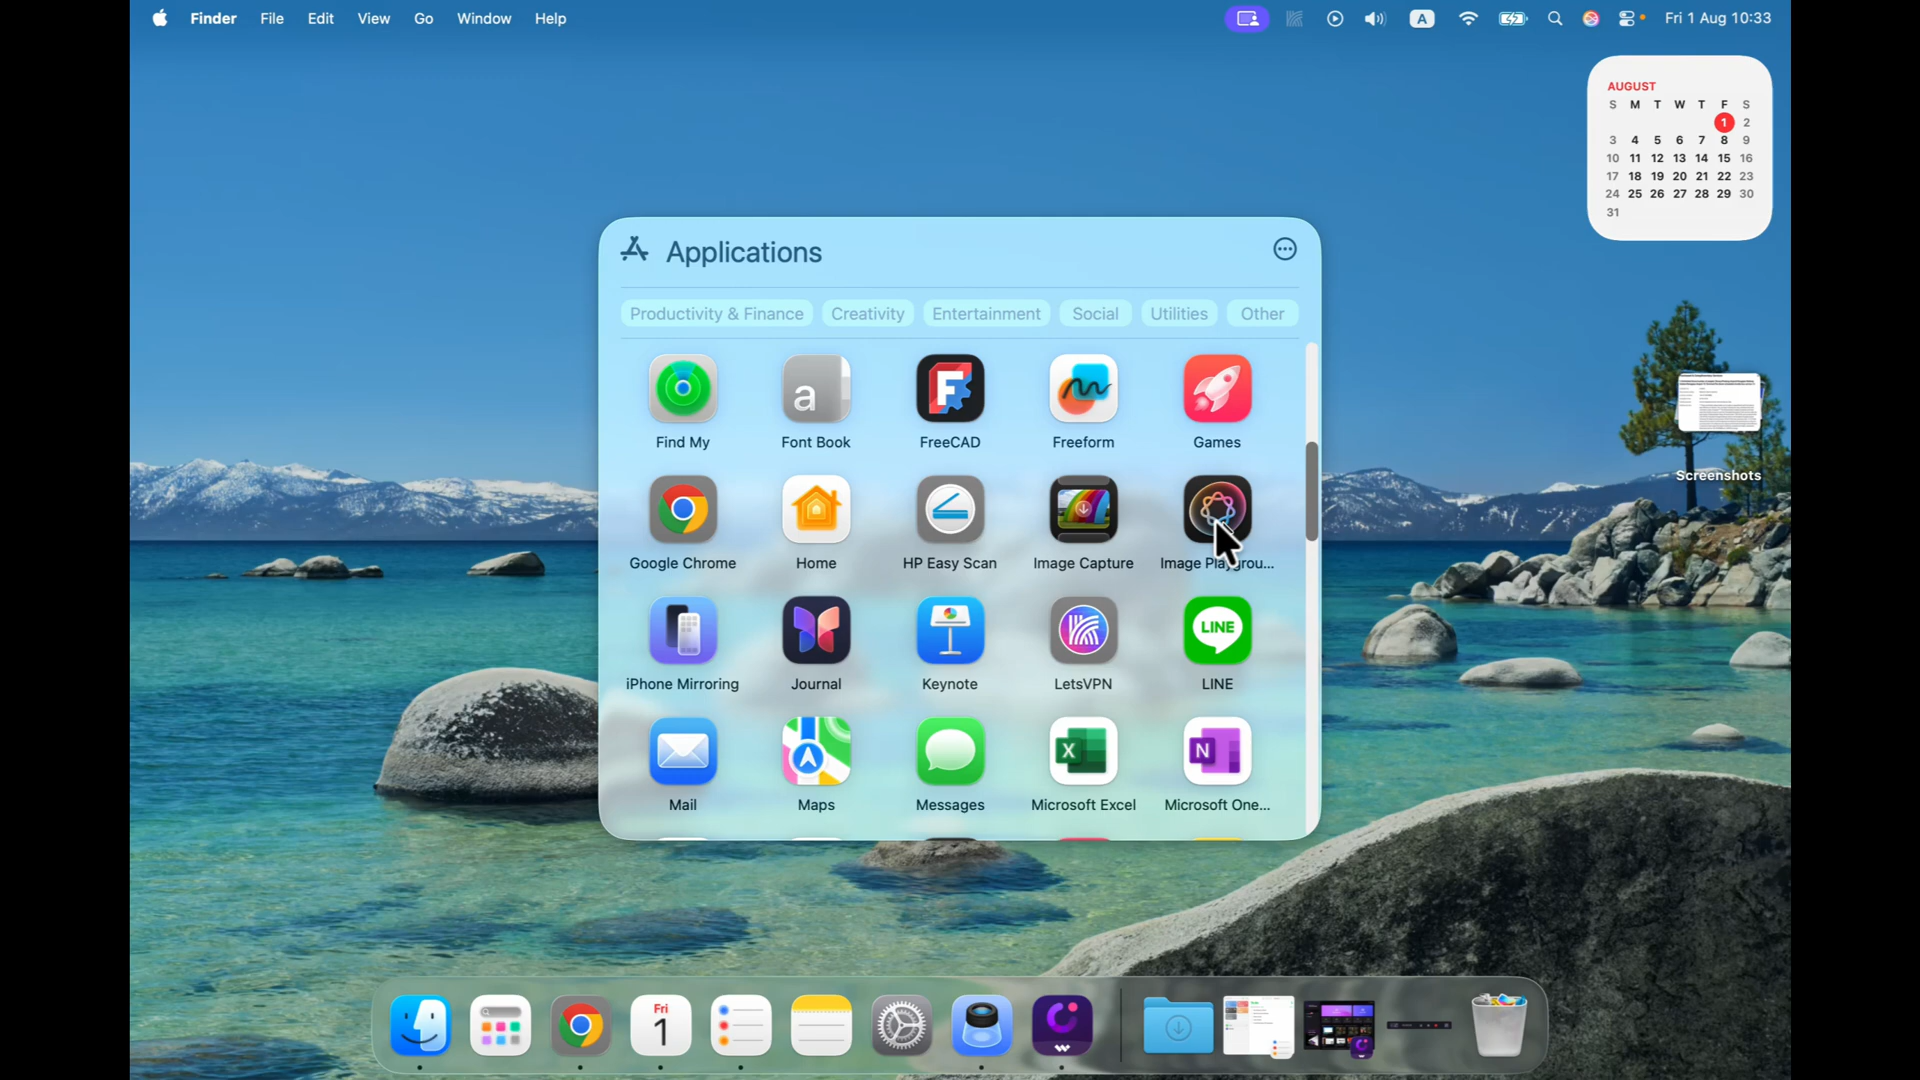 Finder File Edit View Go Window Help A Fri 1 Aug 10:33
AUGUST
S M T W T F S
1 2
3 4 5 6 7 8 9
10 11 12 13 14 15 16
17 18 19 20 21 22 23
24 25 26 27 28 29 30
31
Applications
Productivity & Finance Creativity Entertainment Social Utilities Other
a
Find My Font Book FreeCAD Freeform Games
Google Chrome Home HP Easy Scan Image Capture Image Playgrou...
LINE
iPhone Mirroring Journal Keynote LetsVPN LINE
X N
Mail Maps Messages Microsoft Excel Microsoft One...
Screenshots
Fri
1